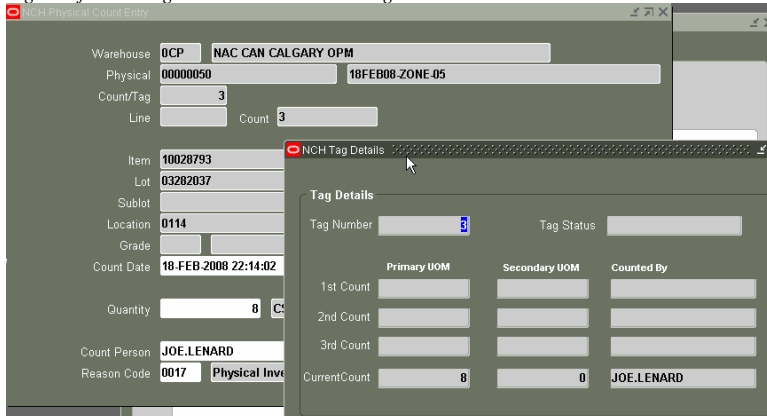 NCH Physical Count Entry
Warehouse 0CP NAC CAN CALGARY OPM
Physical 00000050 18FEB08-ZONE-05
Count/Tag 3
Line Count 3
Item 10028793
Lot 03282037
Sublot
Location 0114
Grade
Count Date 18-FEB-2008 22:14:02
Quantity 8
Count Person JOE.LENARD
Reason Code 0017 Physical Inve
NCH Tag Details
Tag Details
Tag Number 3 Tag Status
Primary UOM Secondary UOM Counted By
1st Count
2nd Count
3rd Count
CurrentCount 8 0 JOE.LENARD